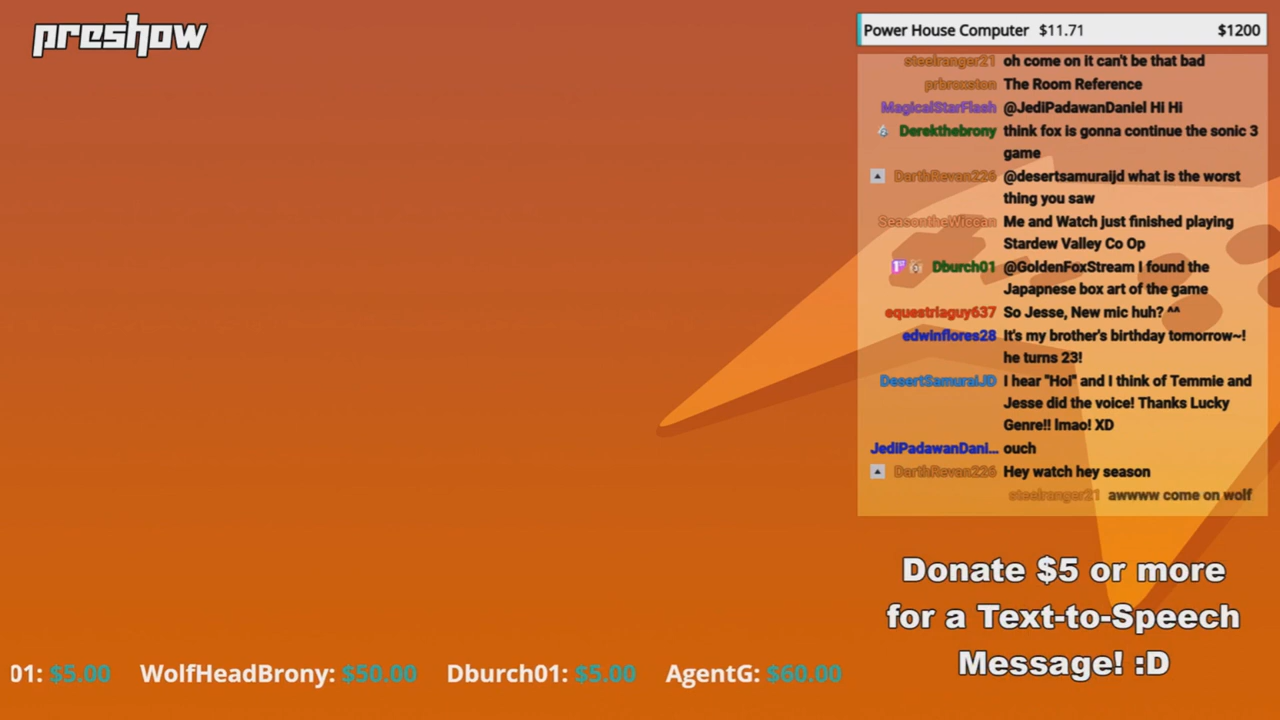 preshow
Power House Computer $11.71 $1200
steelranger21 oh come on it can't be that bad
prbroxston The Room Reference
MagicalStarFlash @JediPadawanDaniel Hi Hi
Derekthebrony think fox is gonna continue the sonic 3
game
DarthRevan226 @desertsamuraijd what is the worst
thing you saw
SeasontheWiccan Me and Watch just finished playing
Stardew Valley Co Op
Dburch01 @GoldenFoxStream I found the
Japapnese box art of the game
equestriaguy637 So Jesse, New mic huh? ^^
edwinflores28 It's my brother's birthday tomorrow~!
he turns 23!
DesertSamuraiJD I hear "Hoi" and I think of Temmie and
Jesse did the voice! Thanks Lucky
Genre!! lmao! XD
JediPadawanDani... ouch
DarthRevan226 Hey watch hey season
steelranger21 awwww come on wolf
Donate $5 or more
for a Text-to-Speech
Message! :D
01: $5.00 WolfHeadBrony: $50.00 Dburch01: $5.00 AgentG: $60.00